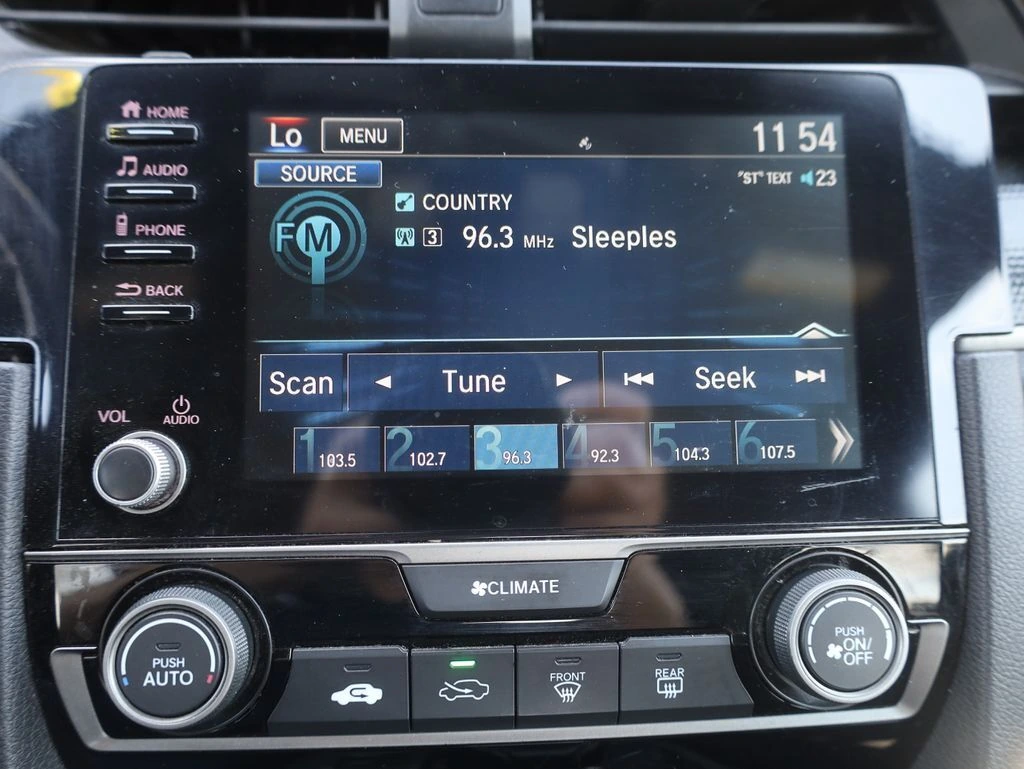 HOME
Lo MENU 11 54
AUDIO
SOURCE "ST" TEXT 23
FM COUNTRY
PHONE
3 96.3 MHz Sleeples
BACK
Scan Tune Seek
VOL AUDIO
1 103.5 2 102.7 3 96.3 4 92.3 5 104.3 6 107.5
CLIMATE
PUSH AUTO
FRONT
REAR
PUSH ON/ OFF